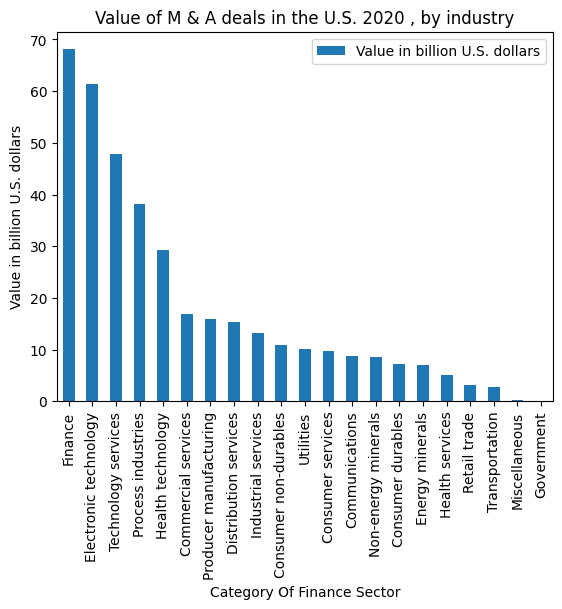 Value of M & A deals in the U.S. 2020 , by industry
Value in billion U.S. dollars
Value in billion U.S. dollars
70
60
50
40
30
20
10
0
Finance
Electronic technology
Technology services
Process industries
Health technology
Commercial services
Producer manufacturing
Distribution services
Industrial services
Consumer non-durables
Utilities
Consumer services
Communications
Non-energy minerals
Consumer durables
Energy minerals
Health services
Retail trade
Transportation
Miscellaneous
Government
Category Of Finance Sector